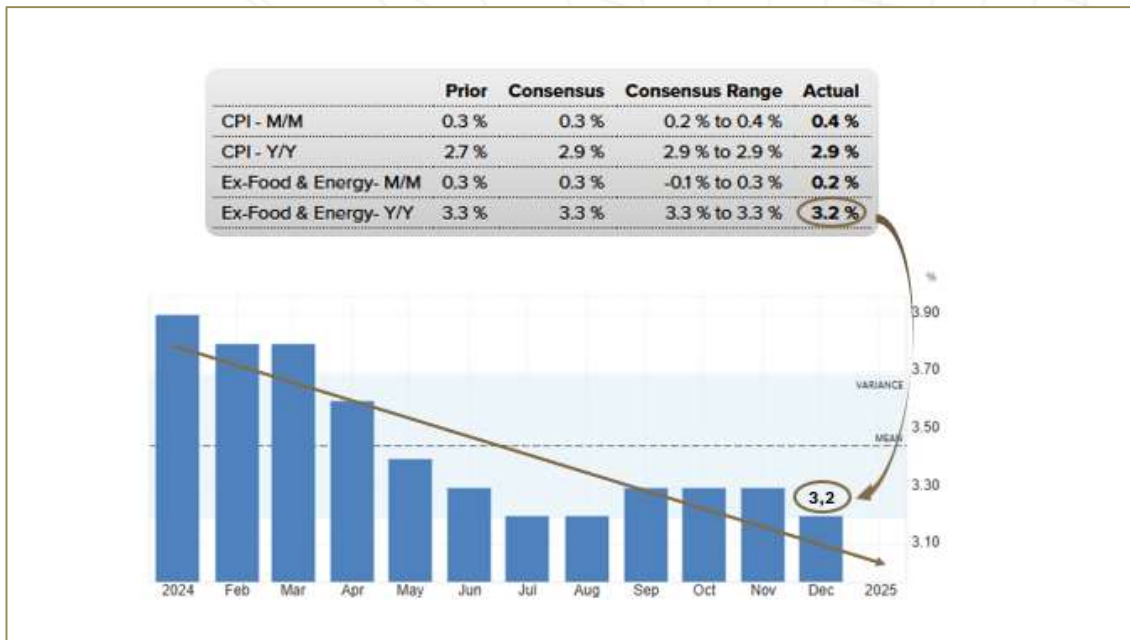 Prior Consensus Consensus Range Actual
CPI - M/M 0.3 % 0.3 % 0.2 % to 0.4 % 0.4 %
CPI - Y/Y 2.7 % 2.9 % 2.9 % to 2.9 % 2.9 %
Ex-Food & Energy- M/M 0.3 % 0.3 % -0.1 % to 0.3 % 0.2 %
Ex-Food & Energy- Y/Y 3.3 % 3.3 % 3.3 % to 3.3 % 3.2 %
%
3.90
3.70
VARIANCE
3.50
MEAN
3.30
3,2
3.10
2024 Feb Mar Apr May Jun Jul Aug Sep Oct Nov Dec 2025